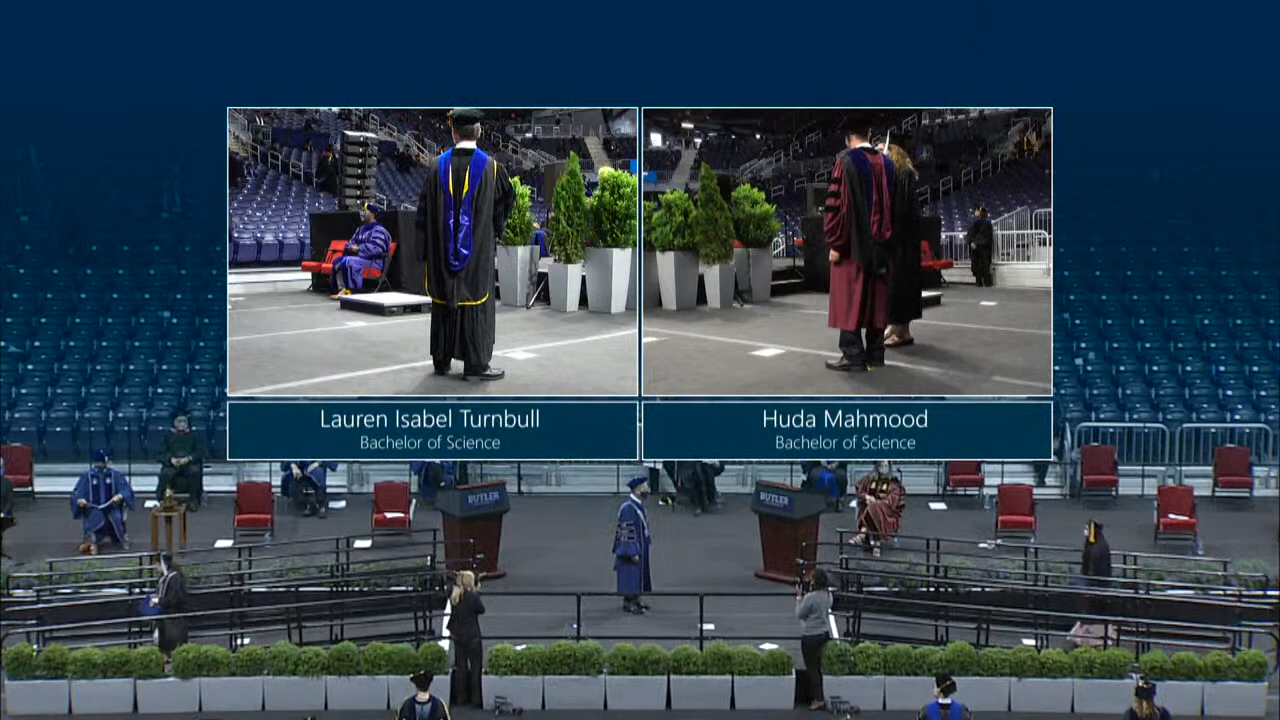 Lauren Isabel Turnbull
Bachelor of Science
Huda Mahmood
Bachelor of Science
BUTLER
BUTLER